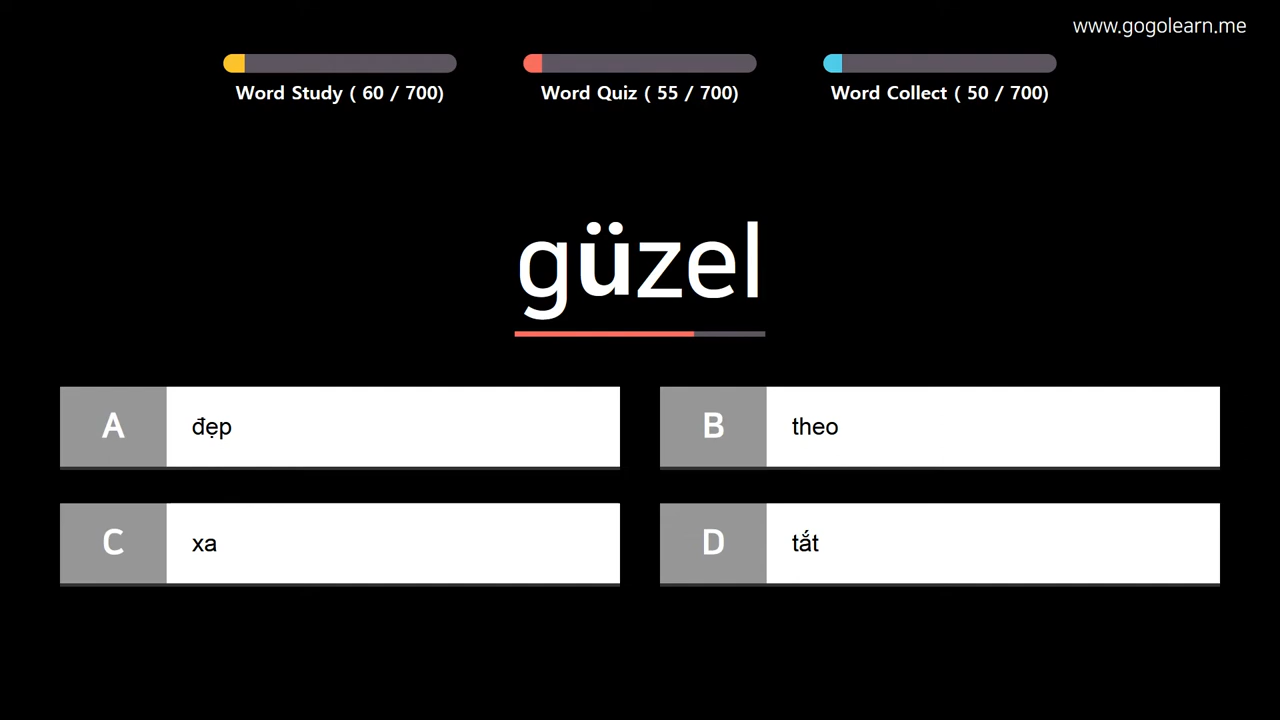 www.gogolearn.me
Word Study ( 60 / 700)
Word Quiz ( 55 / 700)
Word Collect ( 50 / 700)
güzel
A đẹp
B theo
C xa
D tắt